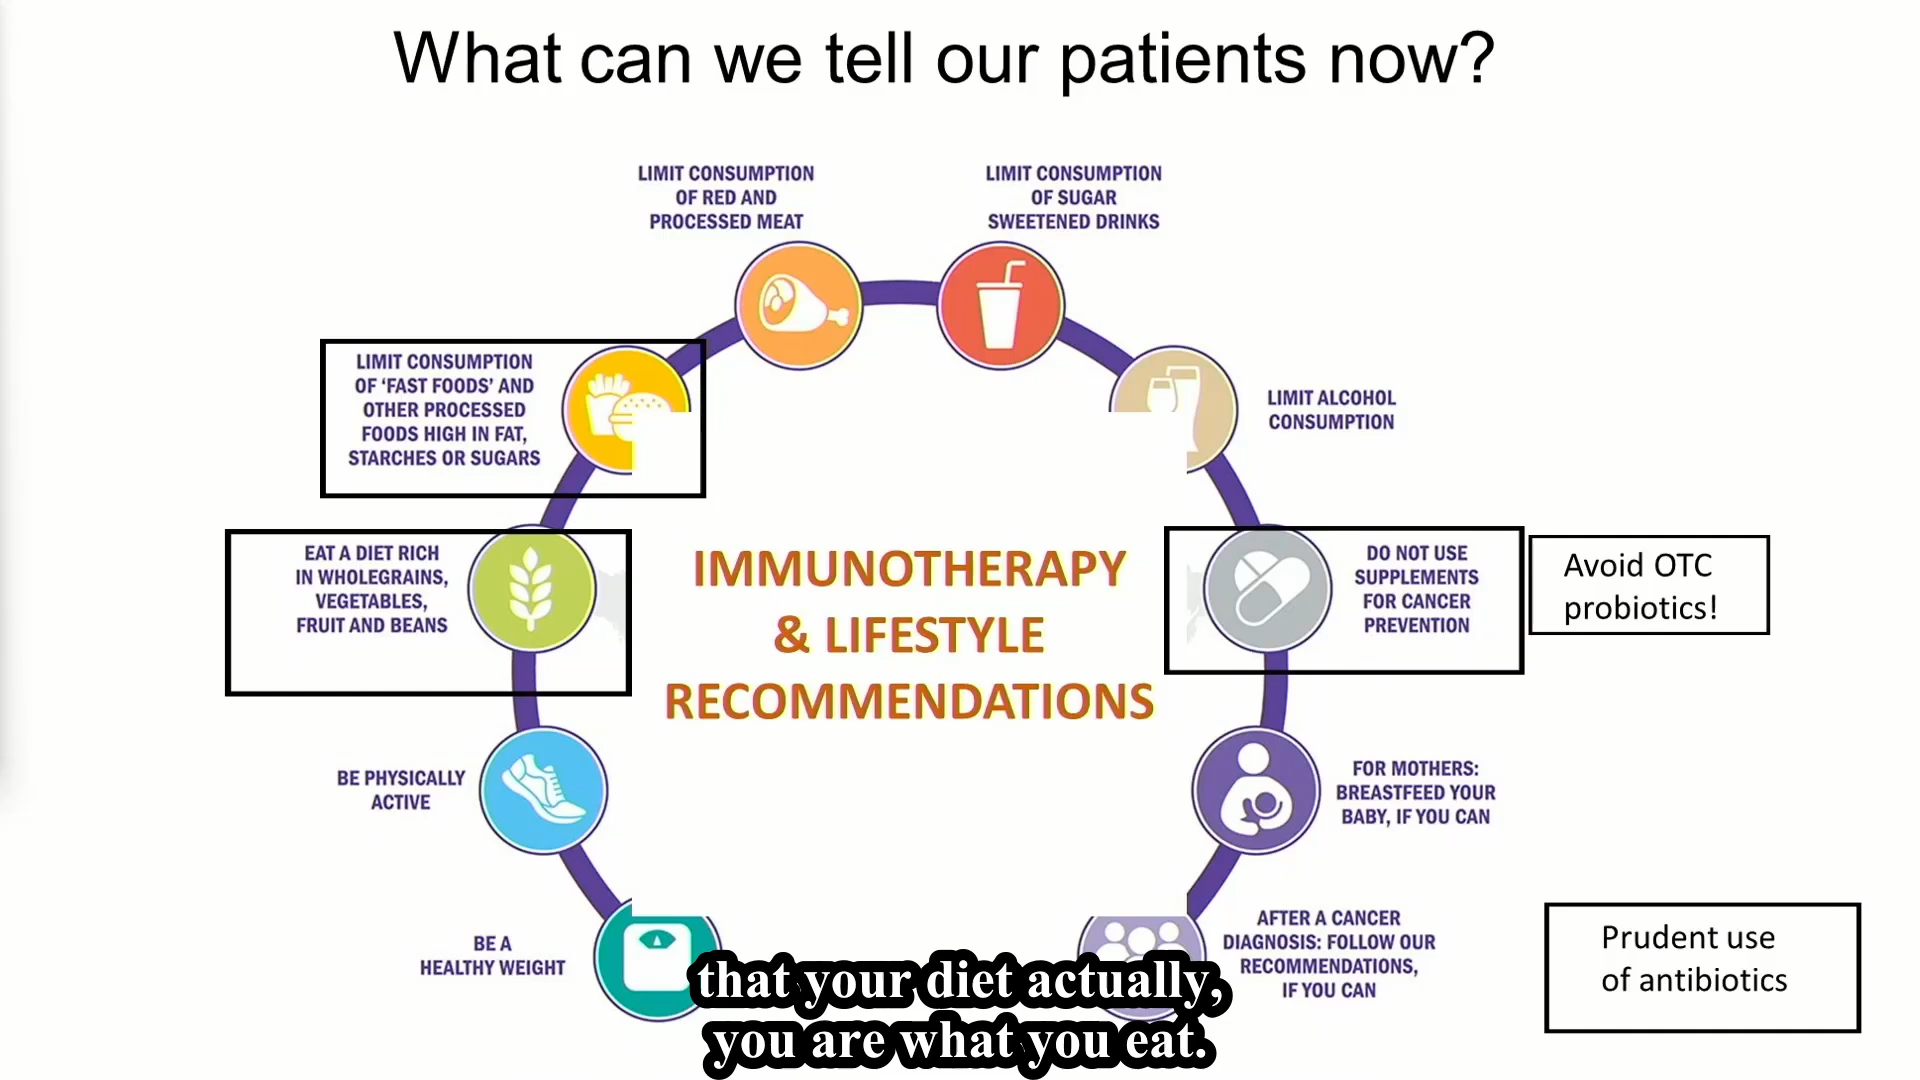 What can we tell our patients now?
LIMIT CONSUMPTION
OF RED AND
PROCESSED MEAT
LIMIT CONSUMPTION
OF SUGAR
SWEETENED DRINKS
LIMIT CONSUMPTION
OF ‘FAST FOODS’ AND
OTHER PROCESSED
FOODS HIGH IN FAT,
STARCHES OR SUGARS
LIMIT ALCOHOL
CONSUMPTION
EAT A DIET RICH
IN WHOLEGRAINS,
VEGETABLES,
FRUIT AND BEANS
IMMUNOTHERAPY
& LIFESTYLE
RECOMMENDATIONS
DO NOT USE
SUPPLEMENTS
FOR CANCER
PREVENTION
Avoid OTC
probiotics!
BE PHYSICALLY
ACTIVE
FOR MOTHERS:
BREASTFEED YOUR
BABY, IF YOU CAN
BE A
HEALTHY WEIGHT
AFTER A CANCER
DIAGNOSIS: FOLLOW OUR
RECOMMENDATIONS,
IF YOU CAN
Prudent use
of antibiotics
that your diet actually,
you are what you eat.